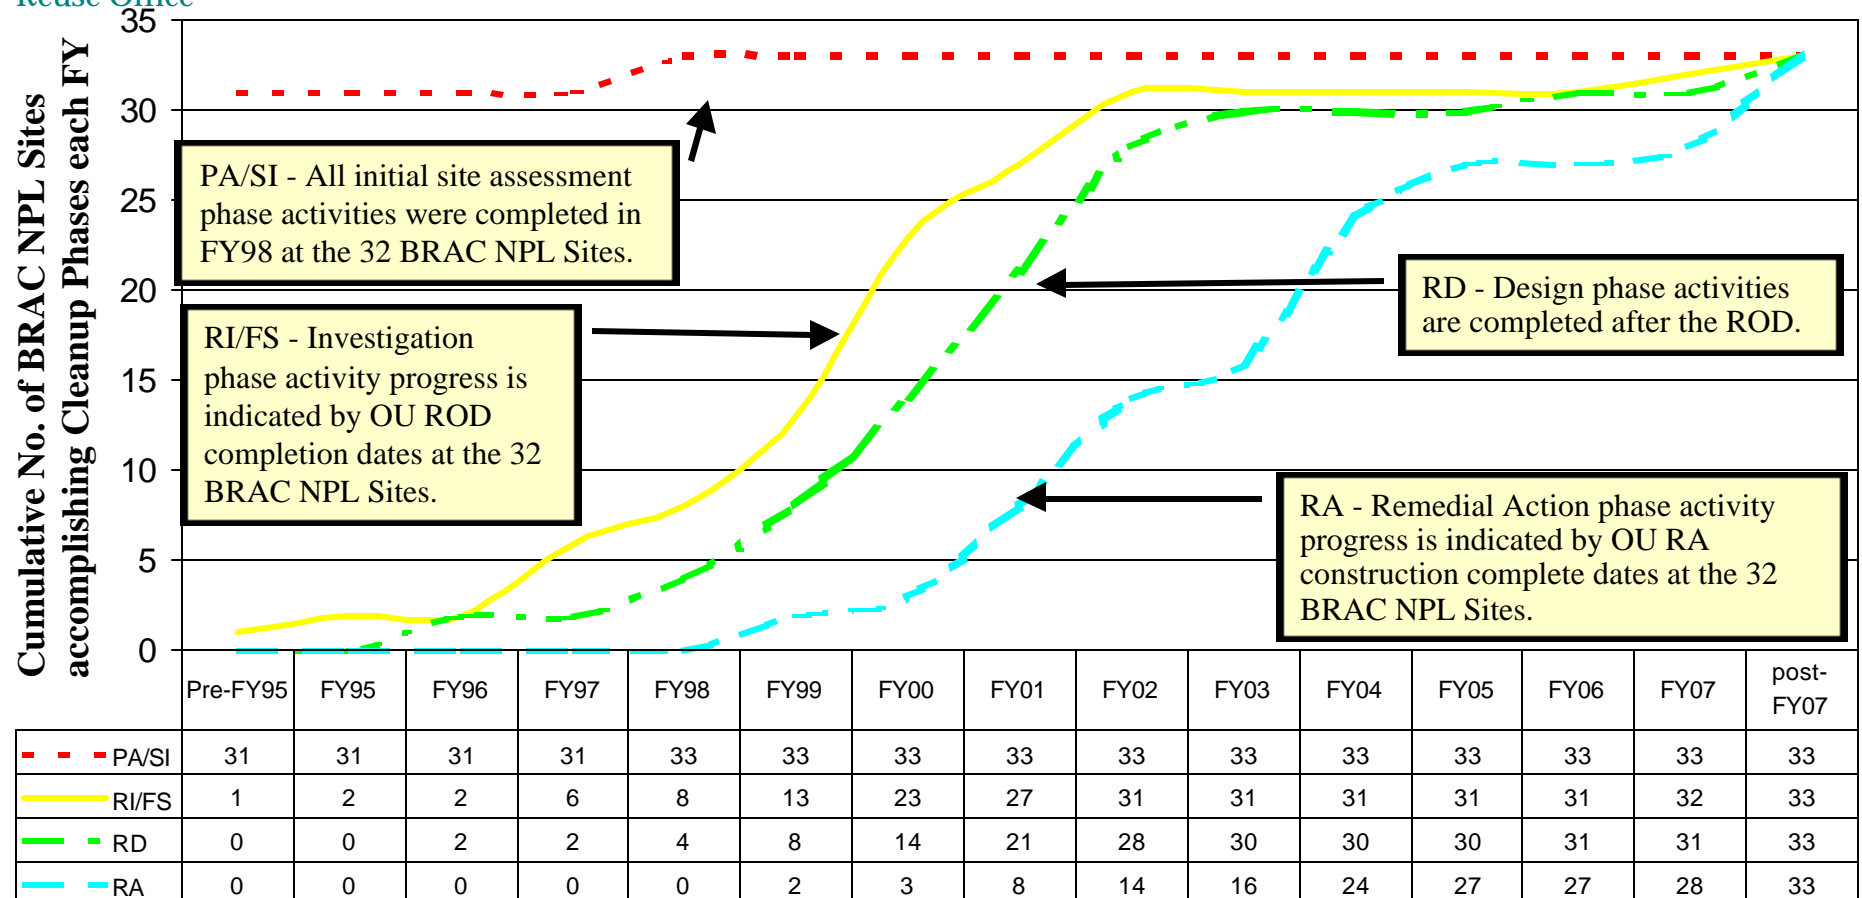 Reuse Office
Cumulative No. of BRAC NPL Sites
accomplishing Cleanup Phases each FY
35
30
25
20
15
10
5
0
PA/SI - All initial site assessment
phase activities were completed in
FY98 at the 32 BRAC NPL Sites.
RI/FS - Investigation
phase activity progress is
indicated by OU ROD
completion dates at the 32
BRAC NPL Sites.
RD - Design phase activities
are completed after the ROD.
RA - Remedial Action phase activity
progress is indicated by OU RA
construction complete dates at the 32
BRAC NPL Sites.
Pre-FY95 FY95 FY96 FY97 FY98 FY99 FY00 FY01 FY02 FY03 FY04 FY05 FY06 FY07 post-
FY07
PA/SI 31 31 31 31 33 33 33 33 33 33 33 33 33 33 33
RI/FS 1 2 2 6 8 13 23 27 31 31 31 31 31 32 33
RD 0 0 2 2 4 8 14 21 28 30 30 30 31 31 33
RA 0 0 0 0 0 2 3 8 14 16 24 27 27 28 33